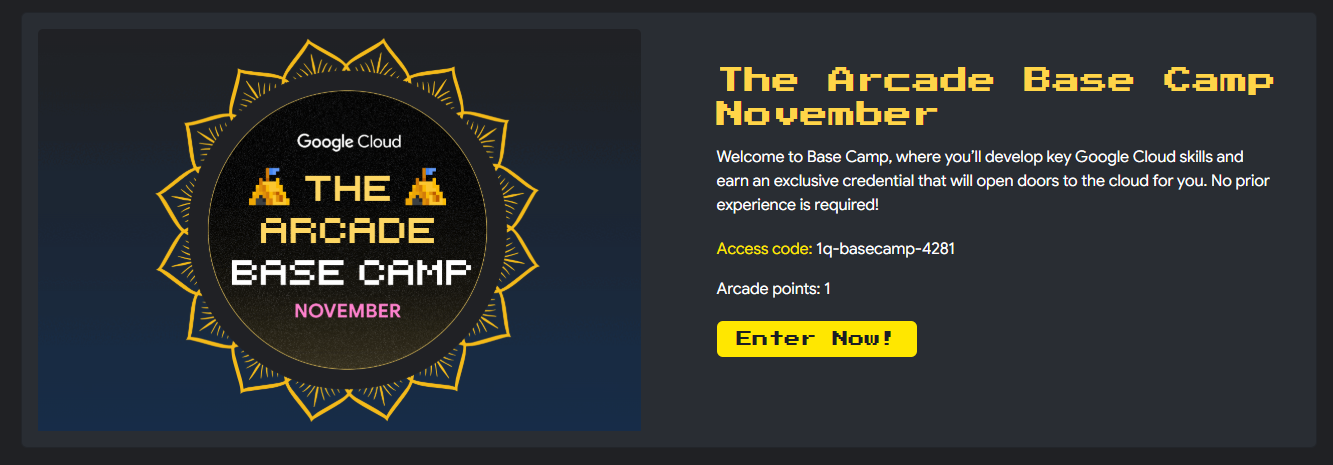 Google Cloud
THE
ARCADE
BASE CAMP
NOVEMBER
The Arcade Base Camp
November
Welcome to Base Camp, where you’ll develop key Google Cloud skills and
earn an exclusive credential that will open doors to the cloud for you. No prior
experience is required!
Access code: 1q-basecamp-4281
Arcade points: 1
Enter Now!